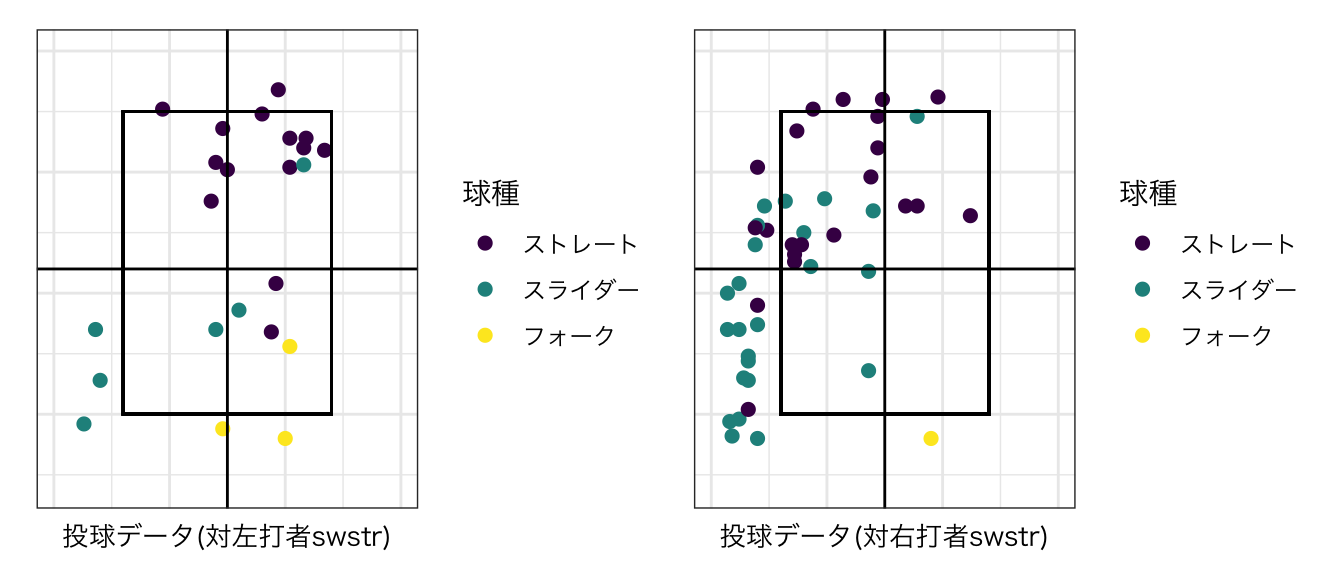 球種
ストレート
スライダー
フォーク
投球データ(対左打者swstr)
球種
ストレート
スライダー
フォーク
投球データ(対右打者swstr)